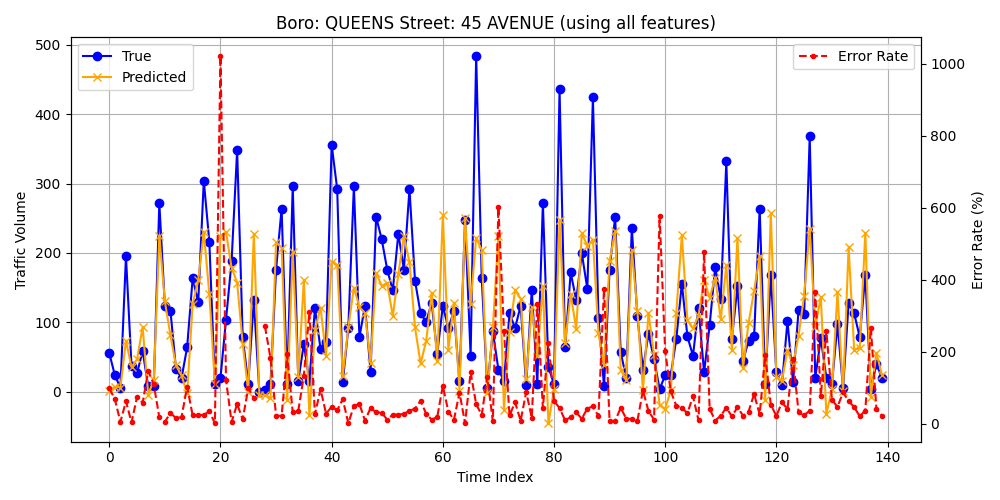 Boro: QUEENS Street: 45 AVENUE (using all features)
True
Predicted
Error Rate
Traffic Volume
500
400
300
200
100
0
1000
800
600
400
200
0
Error Rate (%)
0 20 40 60 80 100 120 140
Time Index